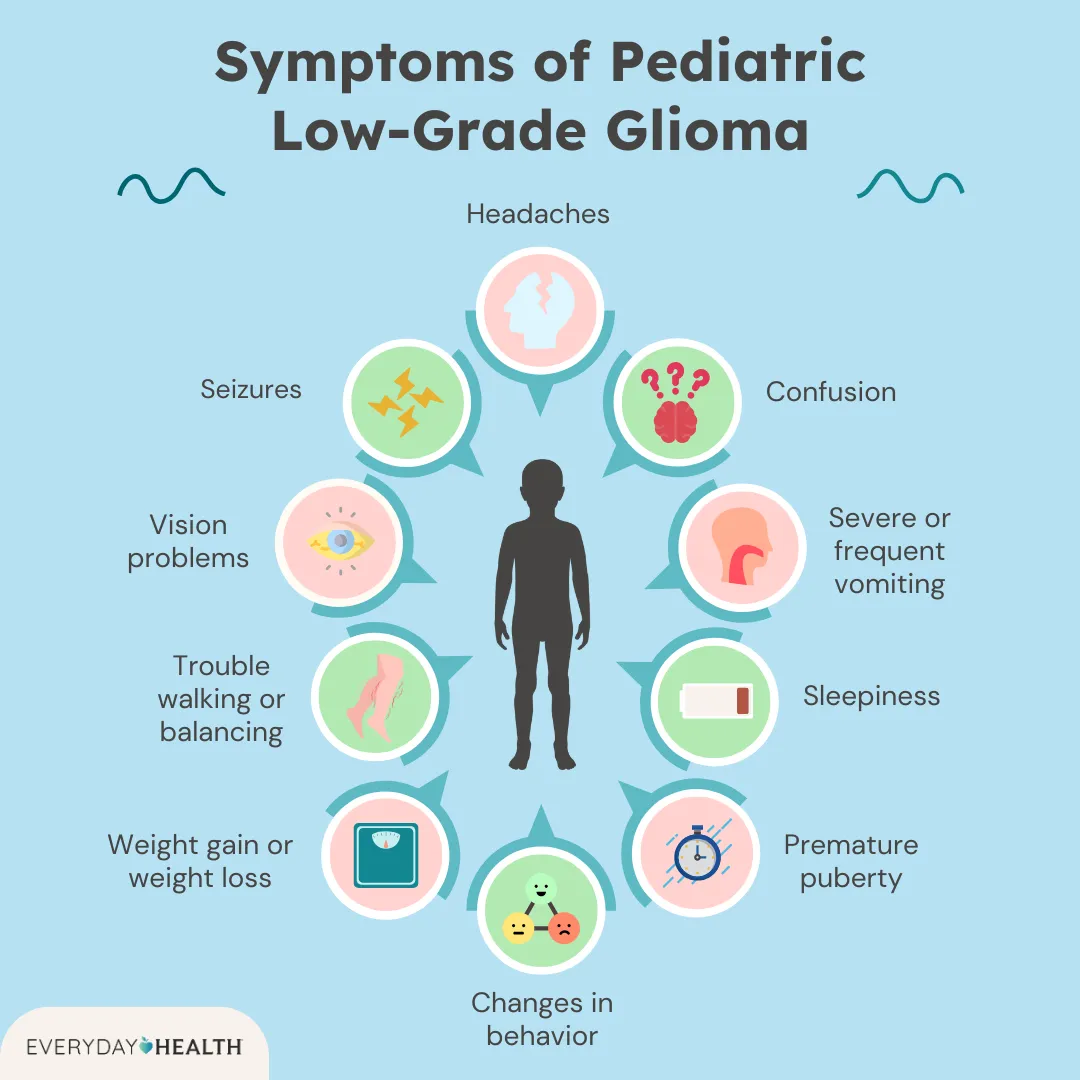 Symptoms of Pediatric
Low-Grade Glioma
Headaches
Seizures
Confusion
Vision
problems
Severe or
frequent
vomiting
Trouble
walking or
balancing
Sleepiness
Weight gain or
weight loss
Premature
puberty
Changes in
behavior
EVERYDAY HEALTH